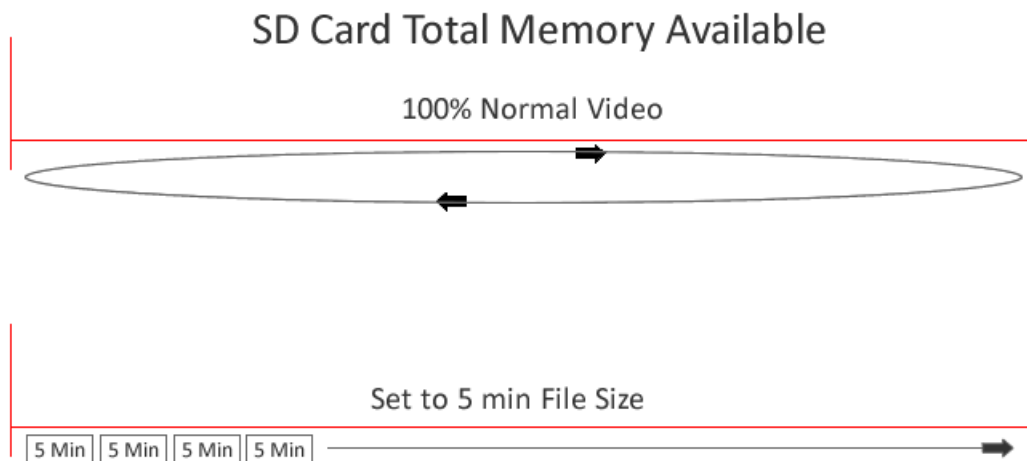 SD Card Total Memory Available
100% Normal Video
Set to 5 min File Size
5 Min 5 Min 5 Min 5 Min